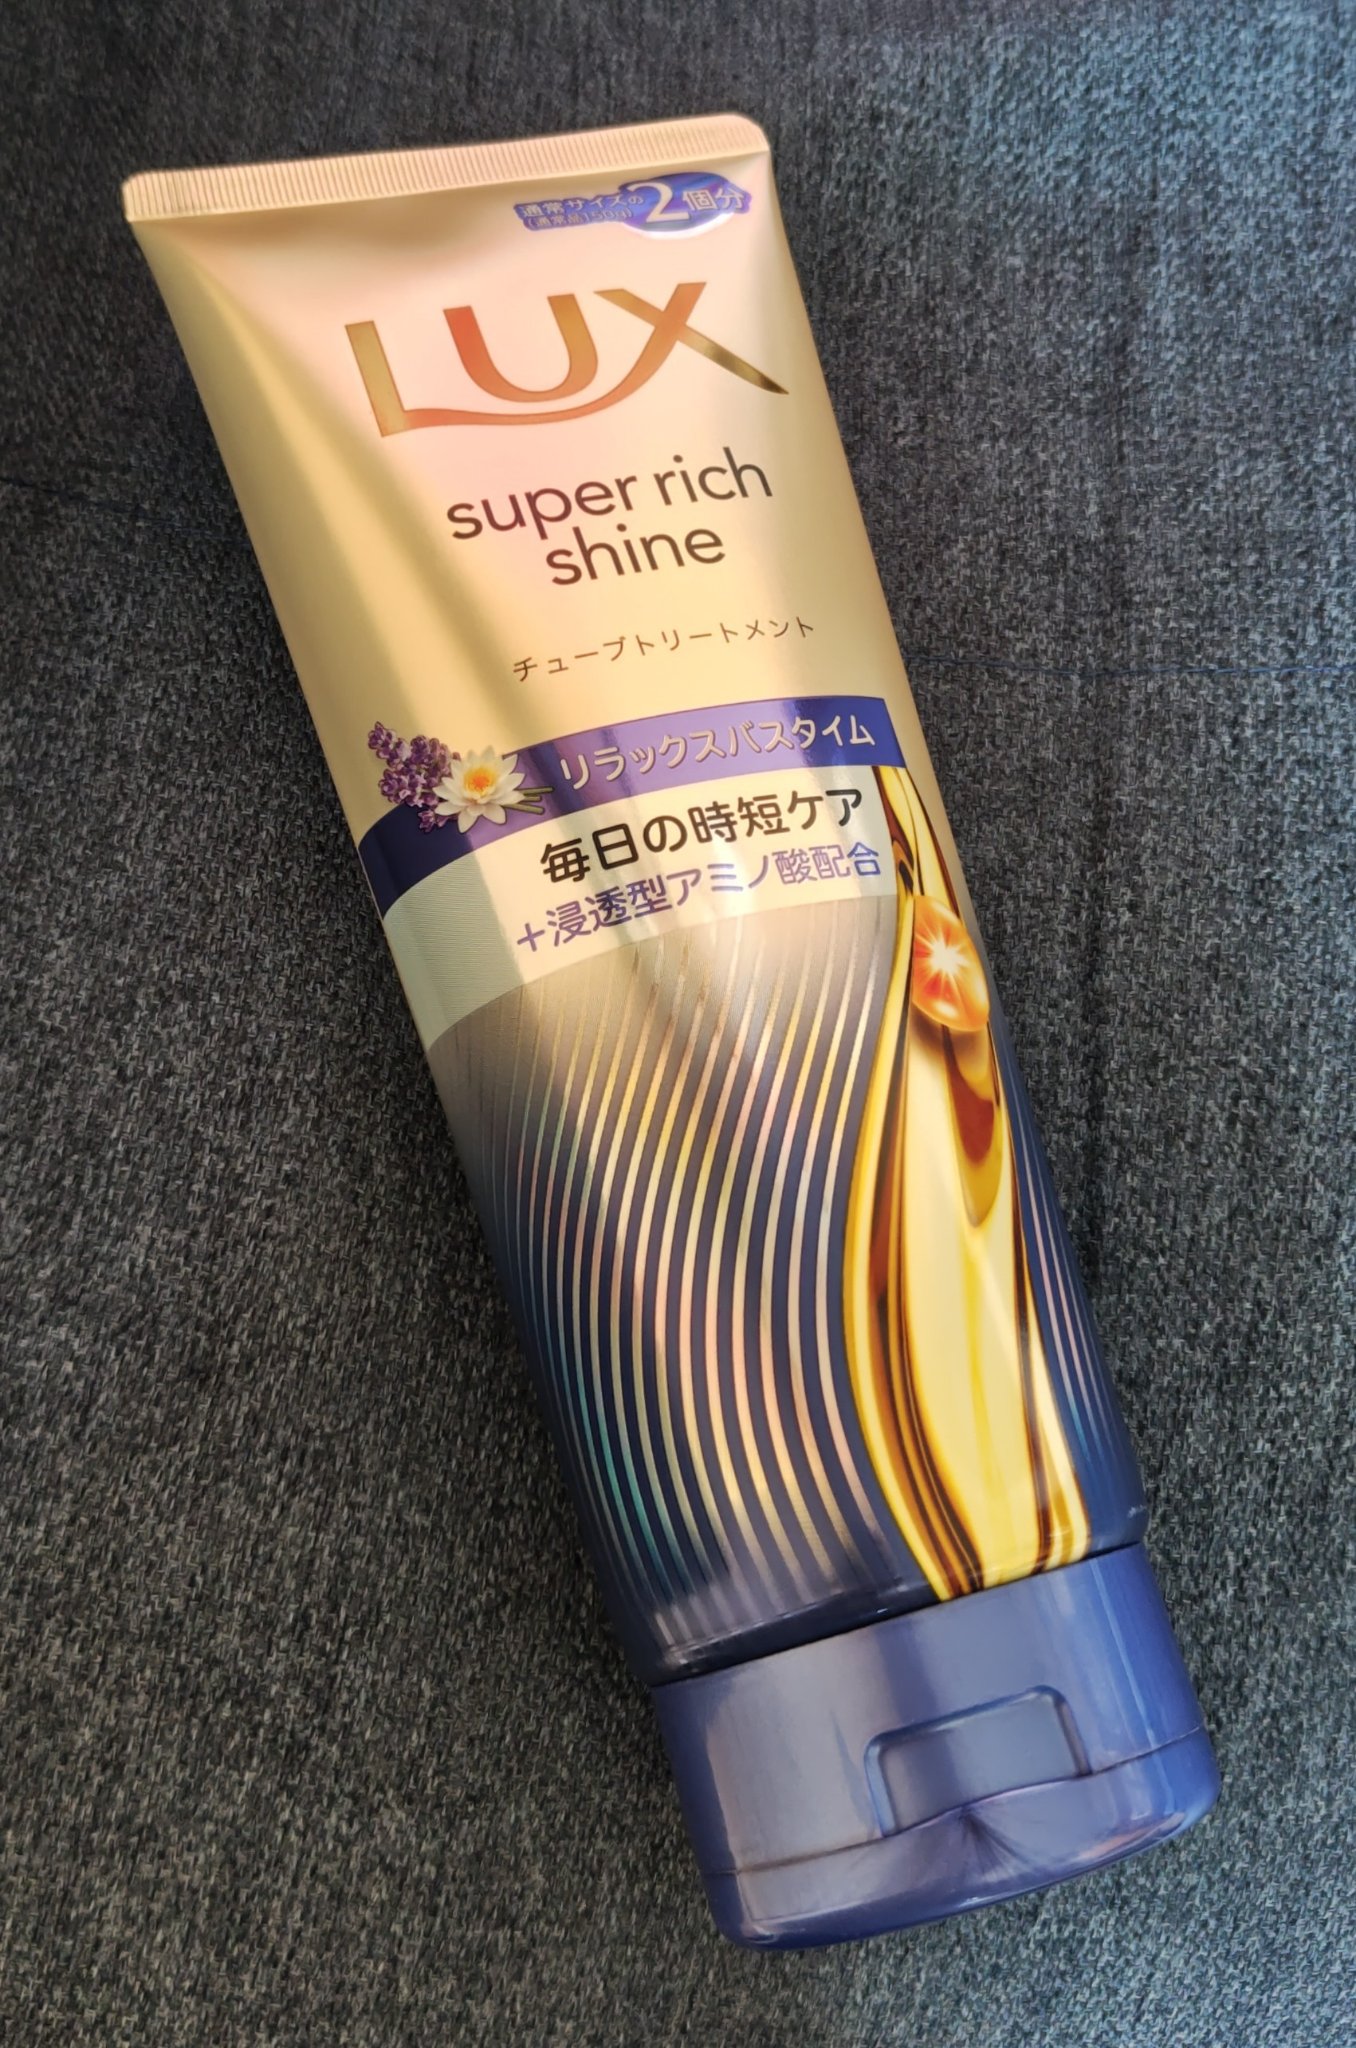 通常サイズの
(通常品150g)
2個分
LUX
super rich
shine
チューブトリートメント
リラックスバスタイム
毎日の時短ケア
+浸透型アミノ酸配合